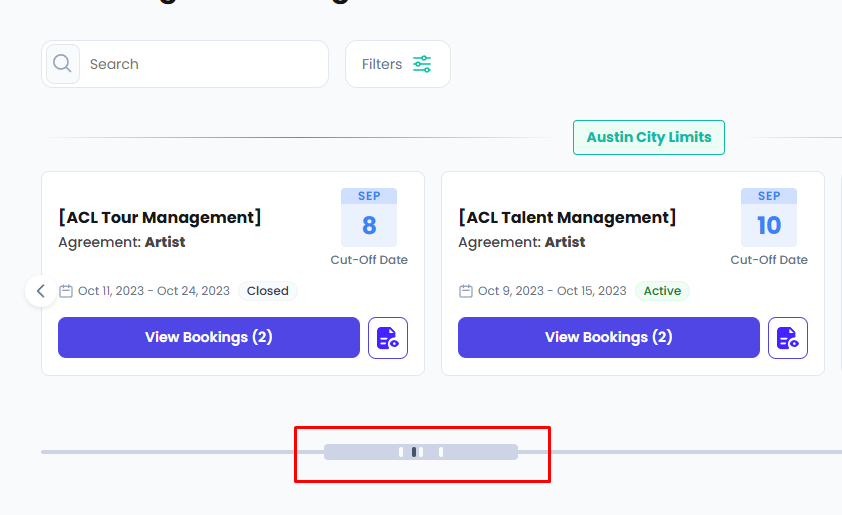 Search
Filters
Austin City Limits
[ACL Tour Management]
Agreement: Artist
SEP
8
Cut-Off Date
Oct 11, 2023 - Oct 24, 2023
Closed
View Bookings (2)
[ACL Talent Management]
Agreement: Artist
SEP
10
Cut-Off Date
Oct 9, 2023 - Oct 15, 2023
Active
View Bookings (2)